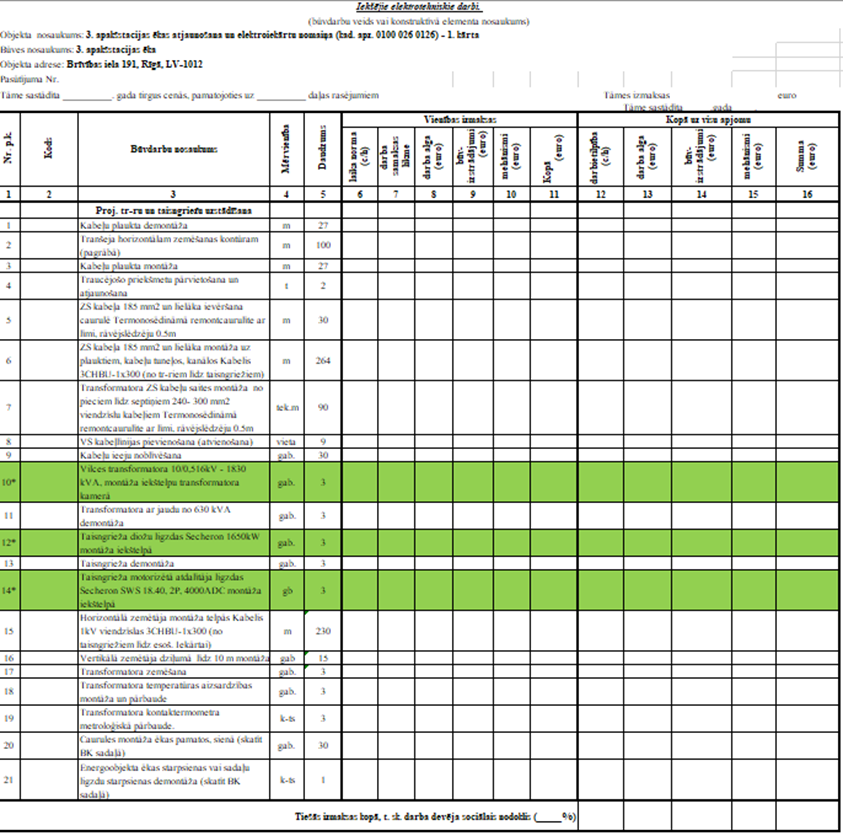 Iekšējie elektrotehniskie darbi.
(būvdarbu veids vai konstruktīvā elementa nosaukums)
Objekta nosaukums: 3. apakšstacijas ēkas atjaunošana un elektroiekārtu nomaiņa (kad. apz. 0100 026 0126) - 1. kārta
Būves nosaukums: 3. apakšstacijas ēka
Objekta adrese: Brīvības iela 191, Rīgā, LV-1012
Pasūtījuma Nr.
Tāme sastādīta ________. gada tirgus cenās, pamatojoties uz ________ daļas rasējumiem Tāmes izmaksas euro
Tāme sastādīta ____ gada ____
Nr. p.k. Kods Būvdarbu nosaukums Mērvienība Daudzums Vienības izmaksas Kopā uz visu apjomu
laika norma (c/h) darba samaksas likme darba alga (euro) būv-izstrādājumi (euro) mehānismi (euro) Kopā (euro) darbietilpība (c/h) darba alga (euro) būv-izstrādājumi (euro) mehānismi (euro) Summa (euro)
1 2 3 4 5 6 7 8 9 10 11 12 13 14 15 16
Proj. tr-ru un taisngriežu uzstādīšana
1 Kabeļu plaukta demontāža m 27
2 Tranšeja horizontālam zemēšanas kontūram
(pagrābā) m 100
3 Kabeļu plaukta montāža m 27
4 Traucējošo priekšmetu pārvietošana un
atjaunošana t 2
5 ZS kabeļa 185 mm2 un lielāka ievēršana
caurulē Termonosēdināmā remontcaurulīte ar
līmi, rāvējslēdzēju 0.5m m 30
6 ZS kabeļa 185 mm2 un lielāka montāža uz
plauktiem, kabeļu tuneļos, kanālos Kabelis
3CHBU-1x300 (no tr-riem līdz taisngriežiem) m 264
7 Transformatora ZS kabeļu saites montāža no
pieciem līdz septiņiem 240- 300 mm2
viendzīslu kabeļiem Termonosēdināmā
remontcaurulīte ar līmi, rāvējslēdzēju 0.5m tek.m 90
8 VS kabeļlīnijas pievienošana (atvienošana) vieta 9
9 Kabeļu ieeju noblīvēšana gab. 30
10* Vilces transformatora 10/0,516kV - 1830
kVA, montāža iekštelpu transformatora
kamerā gab. 3
11 Transformatora ar jaudu no 630 kVA
demontāža gab. 3
12* Taisngrieža diožu ligzdas Secheron 1650kW
montāža iekštelpā gab. 3
13 Taisngrieža demontāža gab. 3
14* Taisngrieža motorizētā atdalītāja ligzdas
Secheron SWS 18.40, 2P, 4000ADC montāža
iekštelpā gb 3
15 Horizontālā zemētāja montāža telpās Kabelis
1kV viendzīslas 3CHBU-1x300 (no
taisngriežiem līdz esoš. Iekārtai) m 230
16 Vertikālā zemētāja dziļumā līdz 10 m montāža gab 15
17 Transformatora zemēšana gab. 3
18 Transformatora temperatūras aizsardzības
montāža un pārbaude gab. 3
19 Transformatora kontaktermometra
metroloģiskā pārbaude. k-ts 3
20 Caurules montāža ēkas pamatos, sienā (skatīt
BK sadaļā) gab. 30
21 Energoobjekta ēkas starpsienas vai sadaļu
ligzdu starpsienas demontāža (skatīt BK
sadaļā) k-ts 1
Tiešās izmaksas kopā, t. sk. darba devēja sociālais nodoklis (____%)